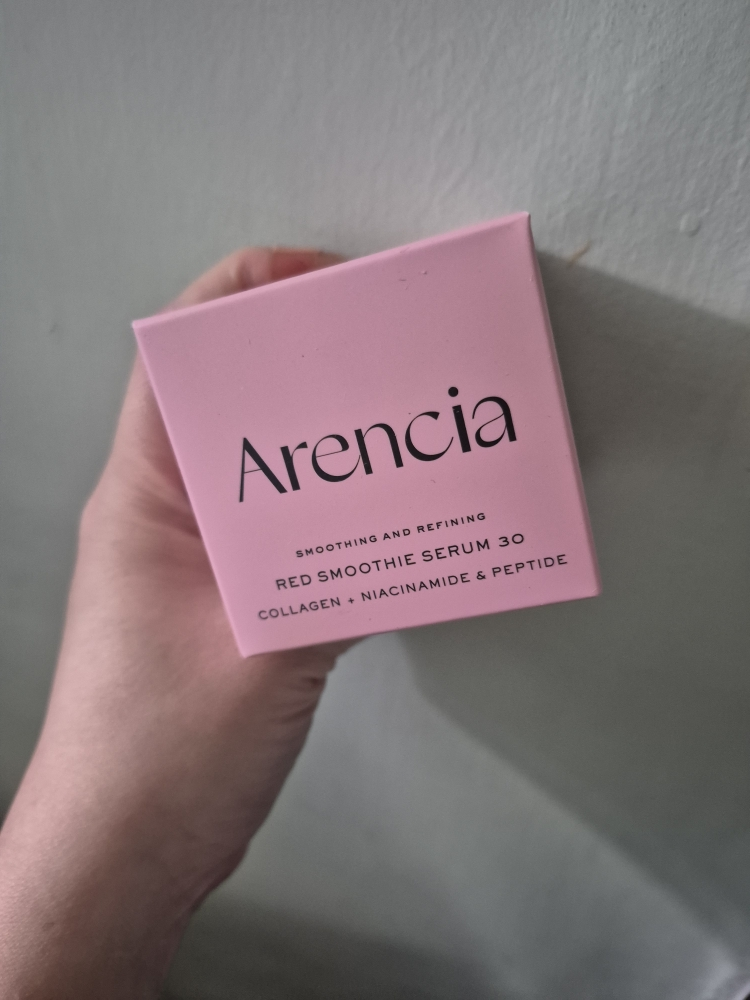 Arencia
SMOOTHING AND REFINING
RED SMOOTHIE SERUM 30
COLLAGEN + NIACINAMIDE & PEPTIDE